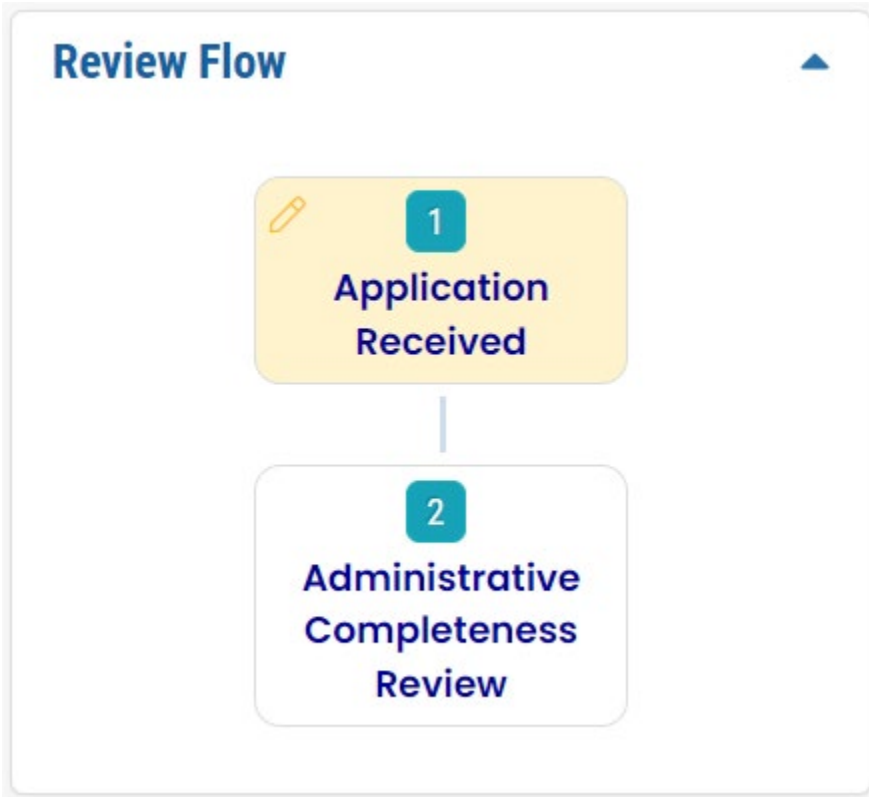 Review Flow
1
Application
Received
2
Administrative
Completeness
Review